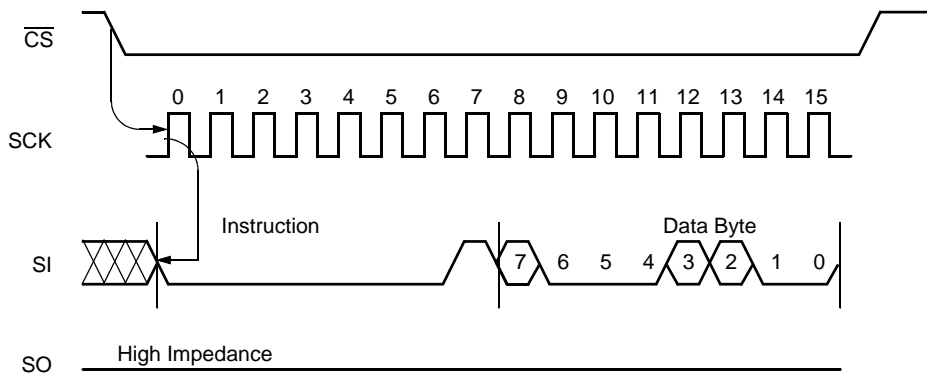 CS
0 1 2 3 4 5 6 7 8 9 10 11 12 13 14 15
SCK
Instruction
Data Byte
SI
7 6 5 4 3 2 1 0
High Impedance
SO